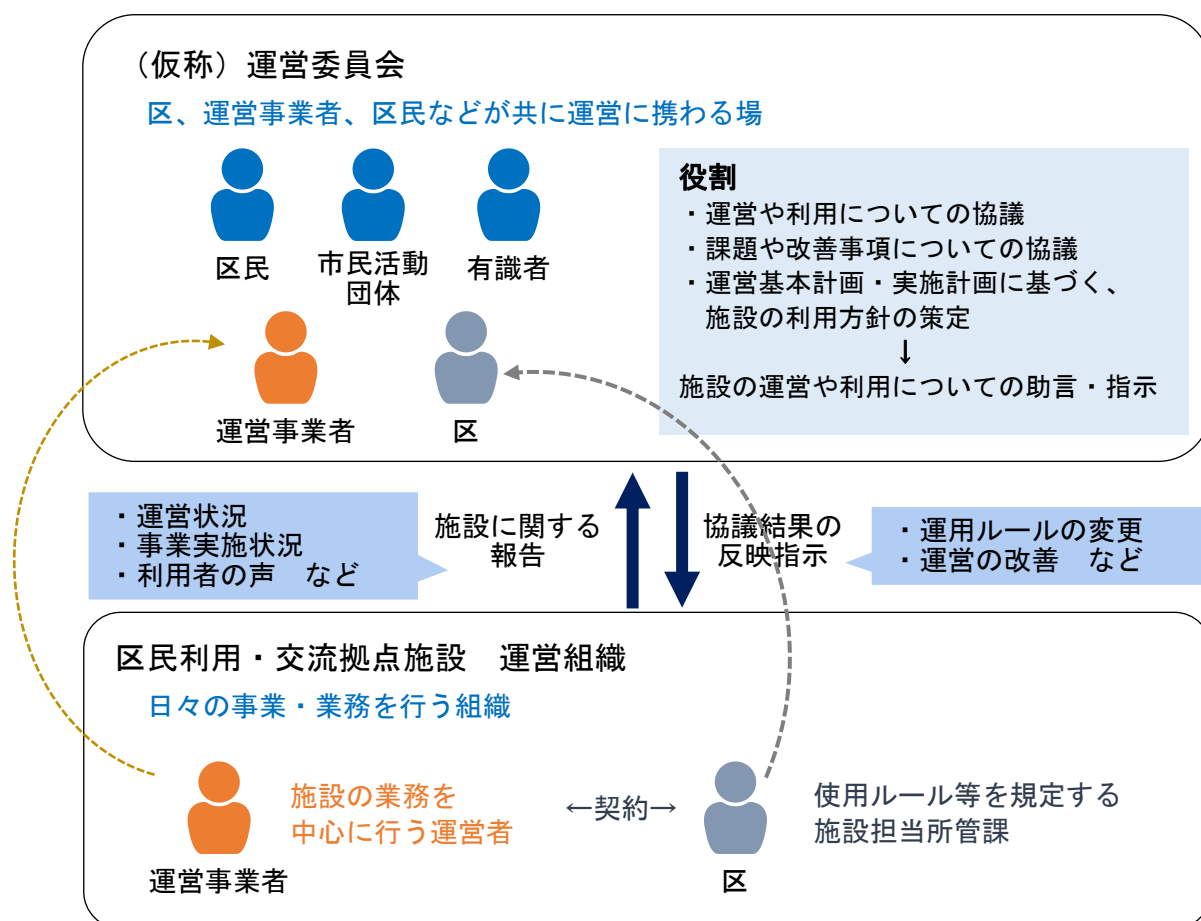 （仮称）運営委員会
区、運営事業者、区民などが共に運営に携わる場
区民
市民活動
団体
有識者
運営事業者
区
役割
・運営や利用についての協議
・課題や改善事項についての協議
・運営基本計画・実施計画に基づく、
施設の利用方針の策定
↓
施設の運営や利用についての助言・指示
・運営状況
・事業実施状況
・利用者の声　など
施設に関する
報告
協議結果の
反映指示
・運用ルールの変更
・運営の改善　など
区民利用・交流拠点施設　運営組織
日々の事業・業務を行う組織
施設の業務を
中心に行う運営者
運営事業者
←契約→
区
使用ルール等を規定する
施設担当所管課